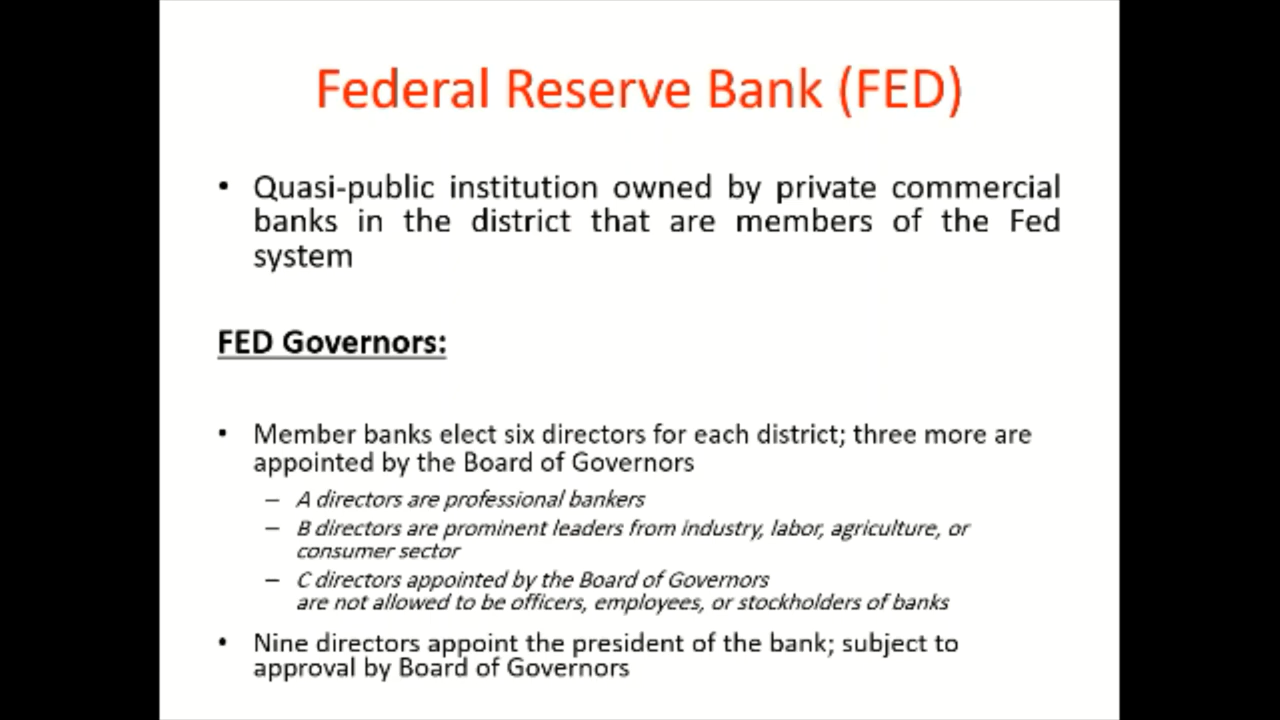 Federal Reserve Bank (FED)
• Quasi-public institution owned by private commercial
banks in the district that are members of the Fed
system
FED Governors:
• Member banks elect six directors for each district; three more are
appointed by the Board of Governors
– A directors are professional bankers
– B directors are prominent leaders from industry, labor, agriculture, or
consumer sector
– C directors appointed by the Board of Governors
are not allowed to be officers, employees, or stockholders of banks
• Nine directors appoint the president of the bank; subject to
approval by Board of Governors